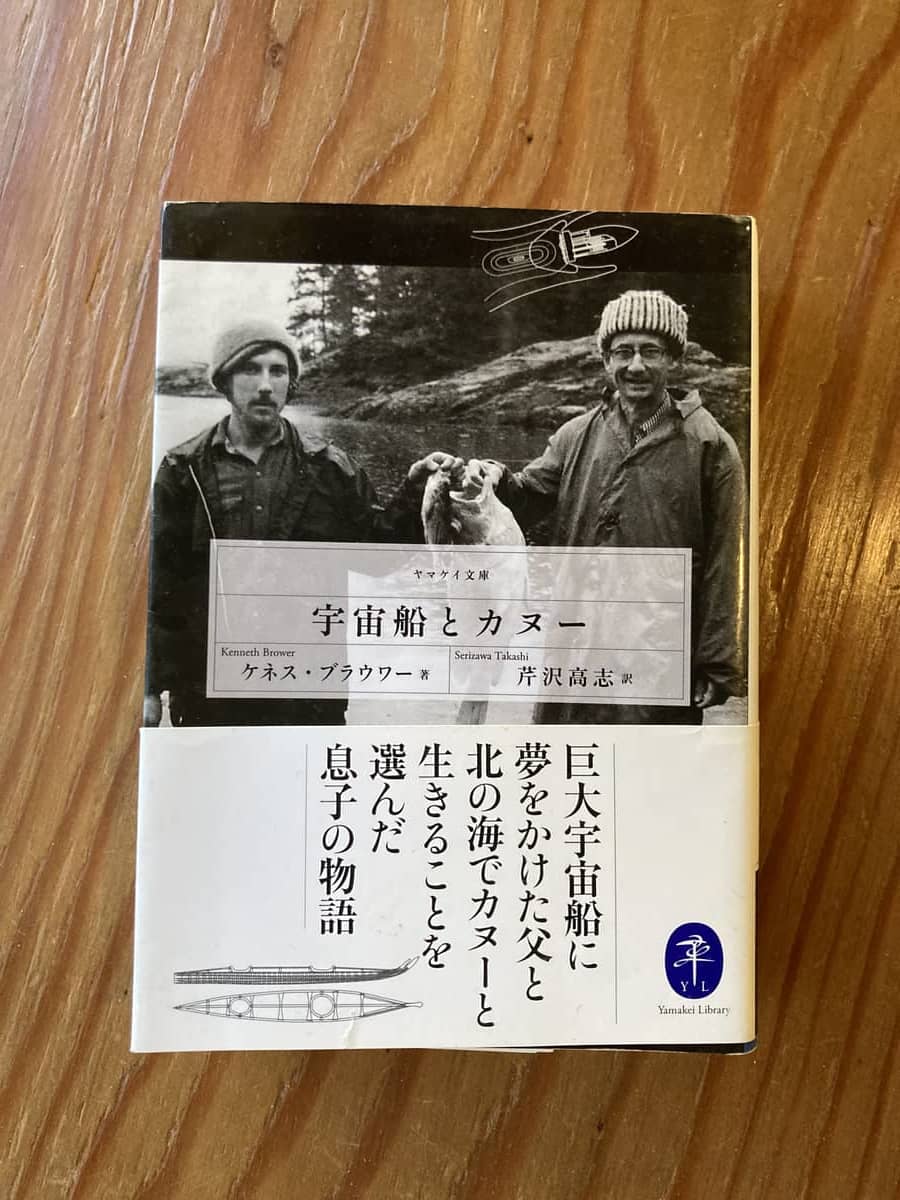 ヤマケイ文庫
宇宙船とカヌー
Kenneth Brower
ケネス・ブラウワー 著
Serizawa Takashi
芹沢高志 訳
巨大宇宙船に
夢をかけた父と
北の海でカヌーと
生きることを
選んだ
息子の物語
Y L
Yamakei Library